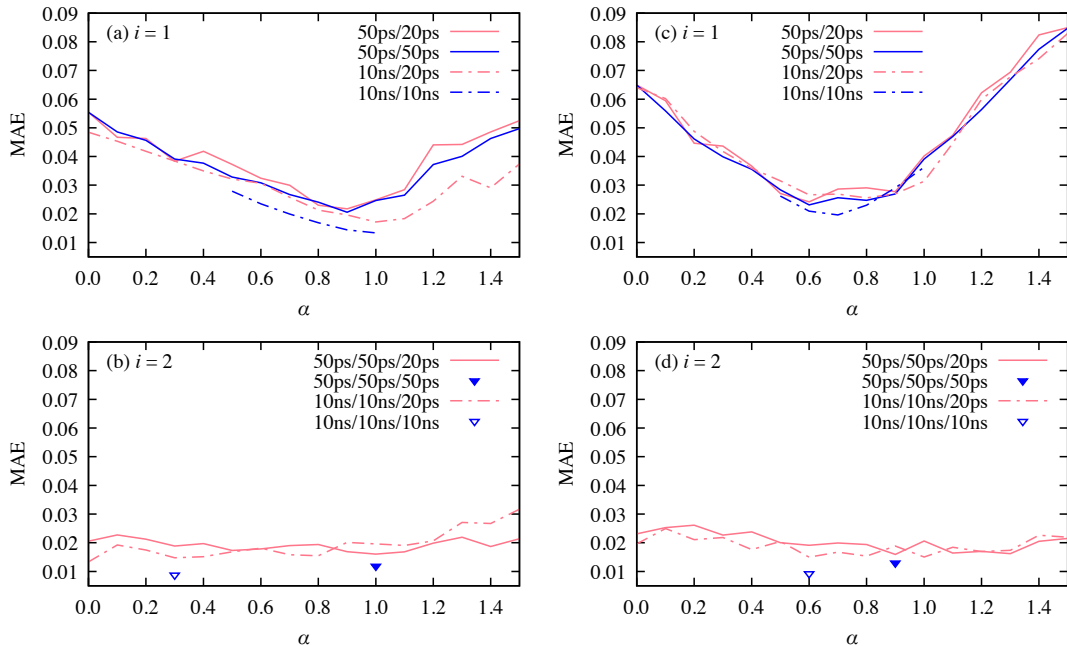 (a) i = 1
50ps/20ps
50ps/50ps
10ns/20ps
10ns/10ns
MAE
0.09
0.08
0.07
0.06
0.05
0.04
0.03
0.02
0.01
0.0 0.2 0.4 0.6 0.8 1.0 1.2 1.4
α
(c) i = 1
50ps/20ps
50ps/50ps
10ns/20ps
10ns/10ns
MAE
0.09
0.08
0.07
0.06
0.05
0.04
0.03
0.02
0.01
0.0 0.2 0.4 0.6 0.8 1.0 1.2 1.4
α
(b) i = 2
50ps/50ps/20ps
50ps/50ps/50ps
10ns/10ns/20ps
10ns/10ns/10ns
MAE
0.09
0.08
0.07
0.06
0.05
0.04
0.03
0.02
0.01
0.0 0.2 0.4 0.6 0.8 1.0 1.2 1.4
α
(d) i = 2
50ps/50ps/20ps
50ps/50ps/50ps
10ns/10ns/20ps
10ns/10ns/10ns
MAE
0.09
0.08
0.07
0.06
0.05
0.04
0.03
0.02
0.01
0.0 0.2 0.4 0.6 0.8 1.0 1.2 1.4
α